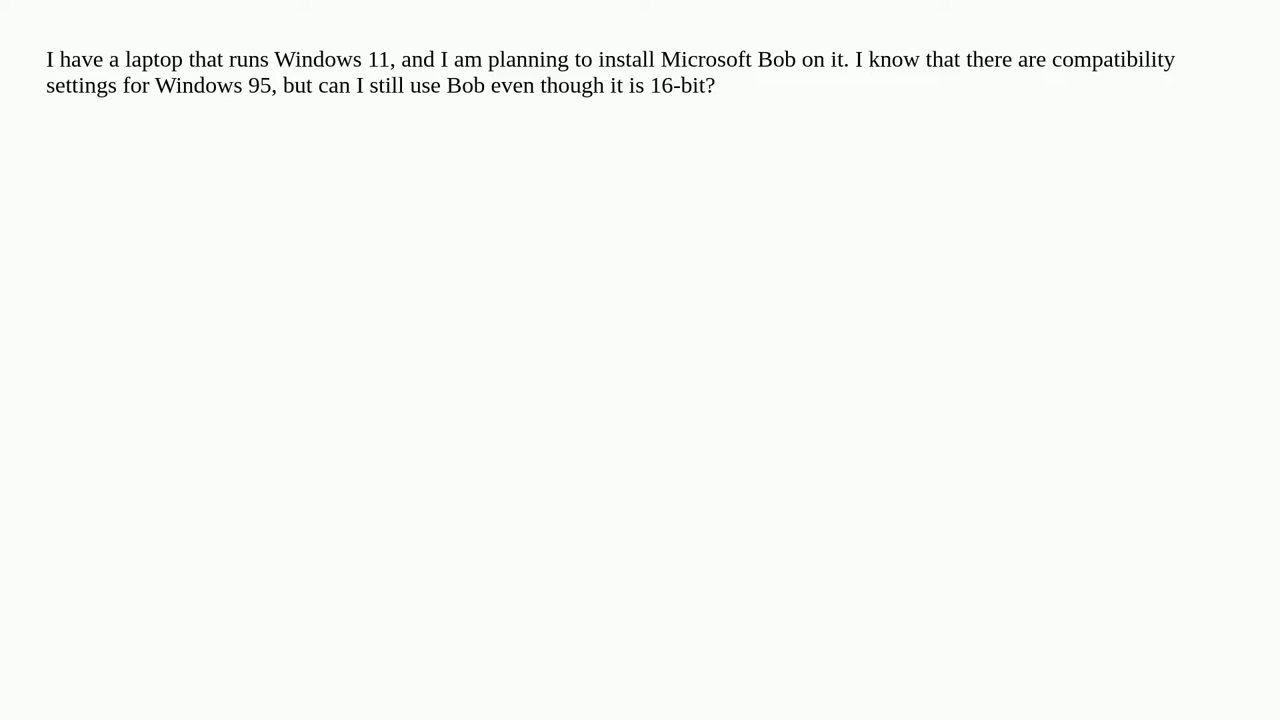 I have a laptop that runs Windows 11, and I am planning to install Microsoft Bob on it. I know that there are compatibility
settings for Windows 95, but can I still use Bob even though it is 16-bit?